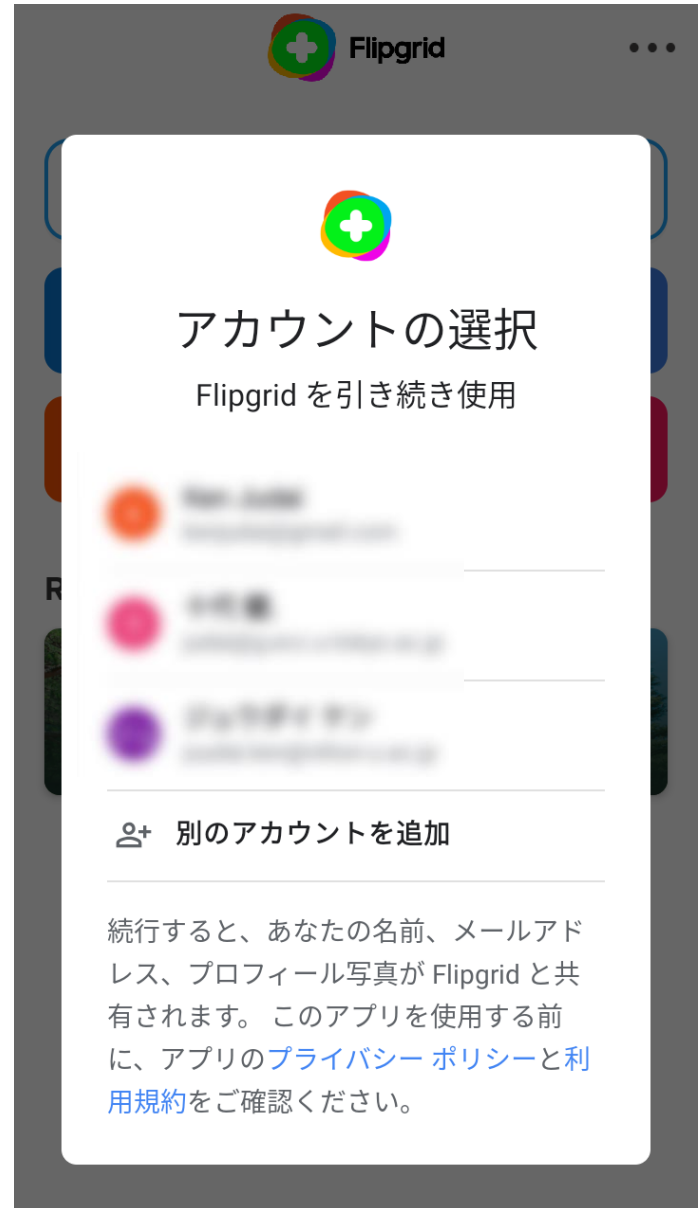 Flipgrid
アカウントの選択
Flipgrid を引き続き使用
R
別のアカウントを追加
続行すると、あなたの名前、メールアド
レス、プロフィール写真が Flipgrid と共
有されます。 このアプリを使用する前
に、アプリのプライバシー ポリシーと利
用規約をご確認ください。